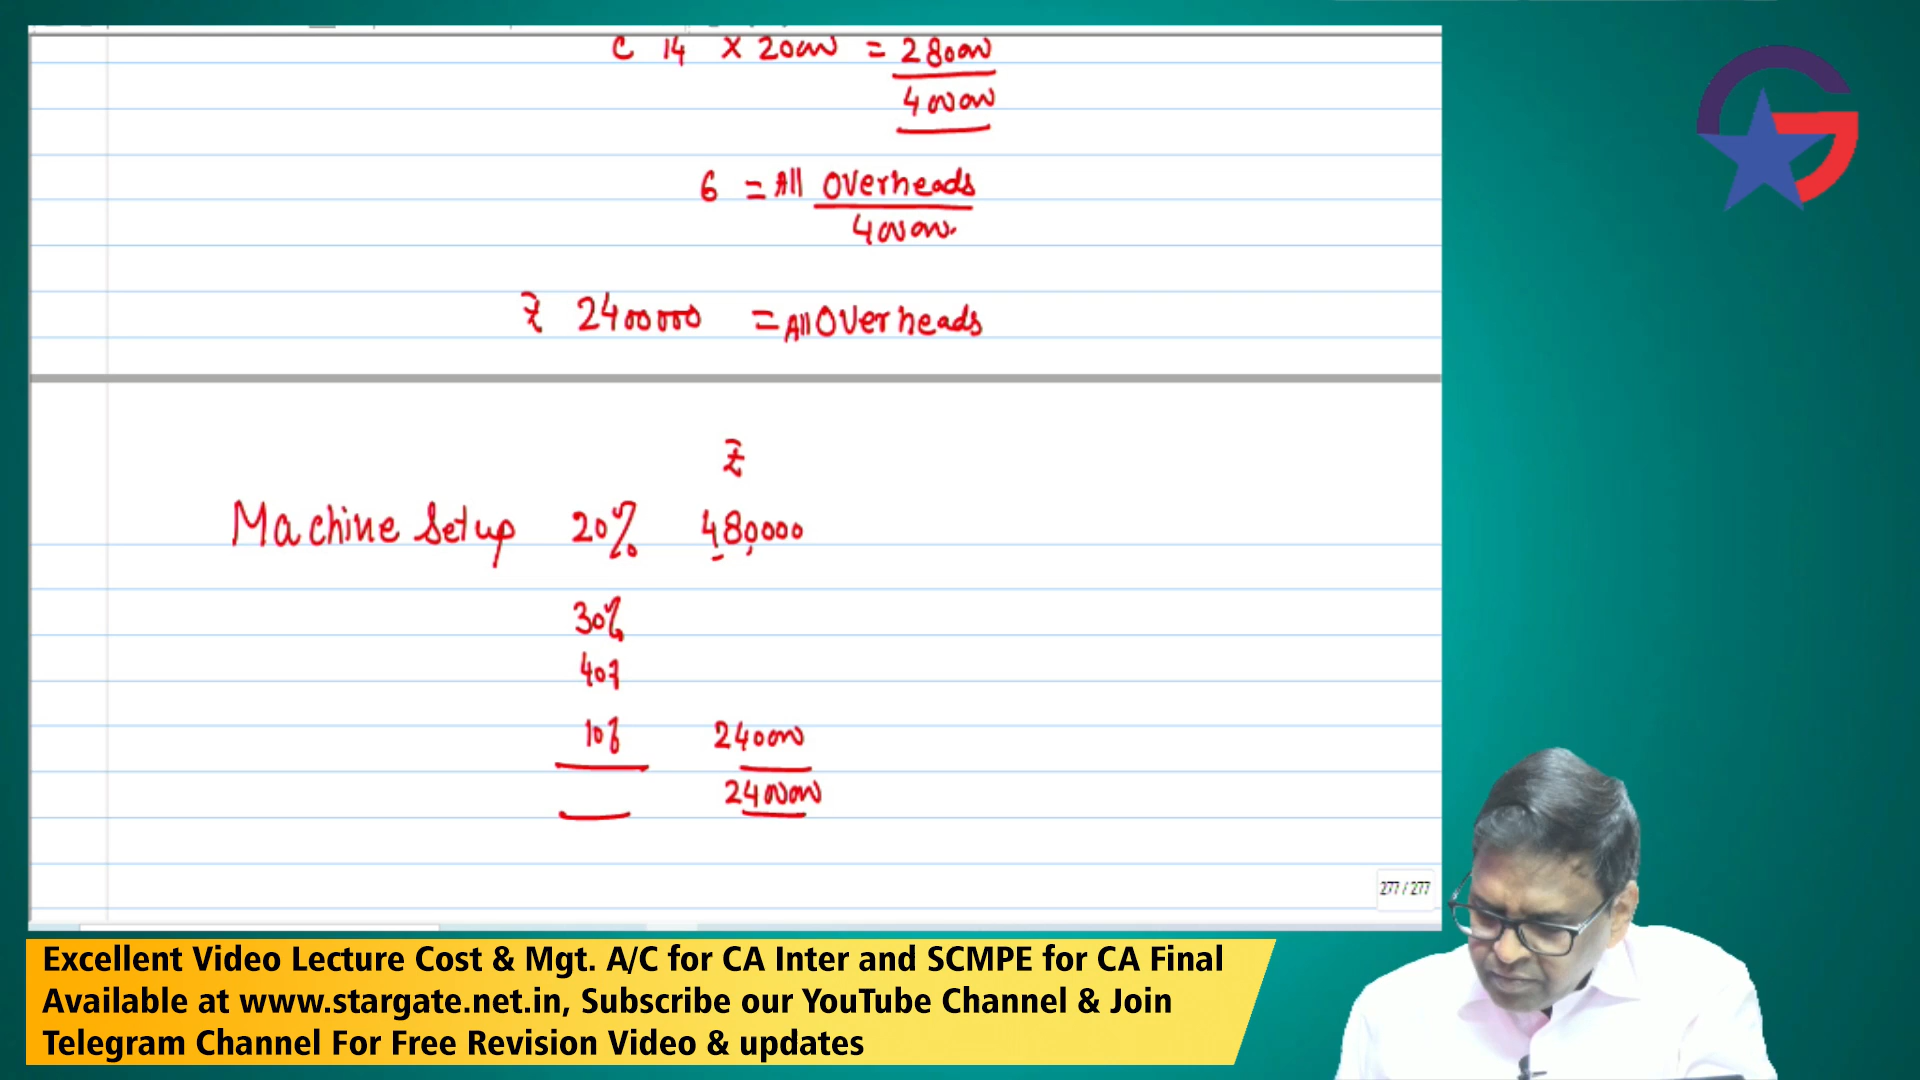 C 14 × 20000 = 280000
400000
6 = All Overheads
400000.
₹ 2400000 = All Overheads
₹
Machine Setup 20% 480000
30%
40%
10% 240000
2400000
277 / 277
Excellent Video Lecture Cost & Mgt. A/C for CA Inter and SCMPE for CA Final
Available at www.stargate.net.in, Subscribe our YouTube Channel & Join
Telegram Channel For Free Revision Video & updates